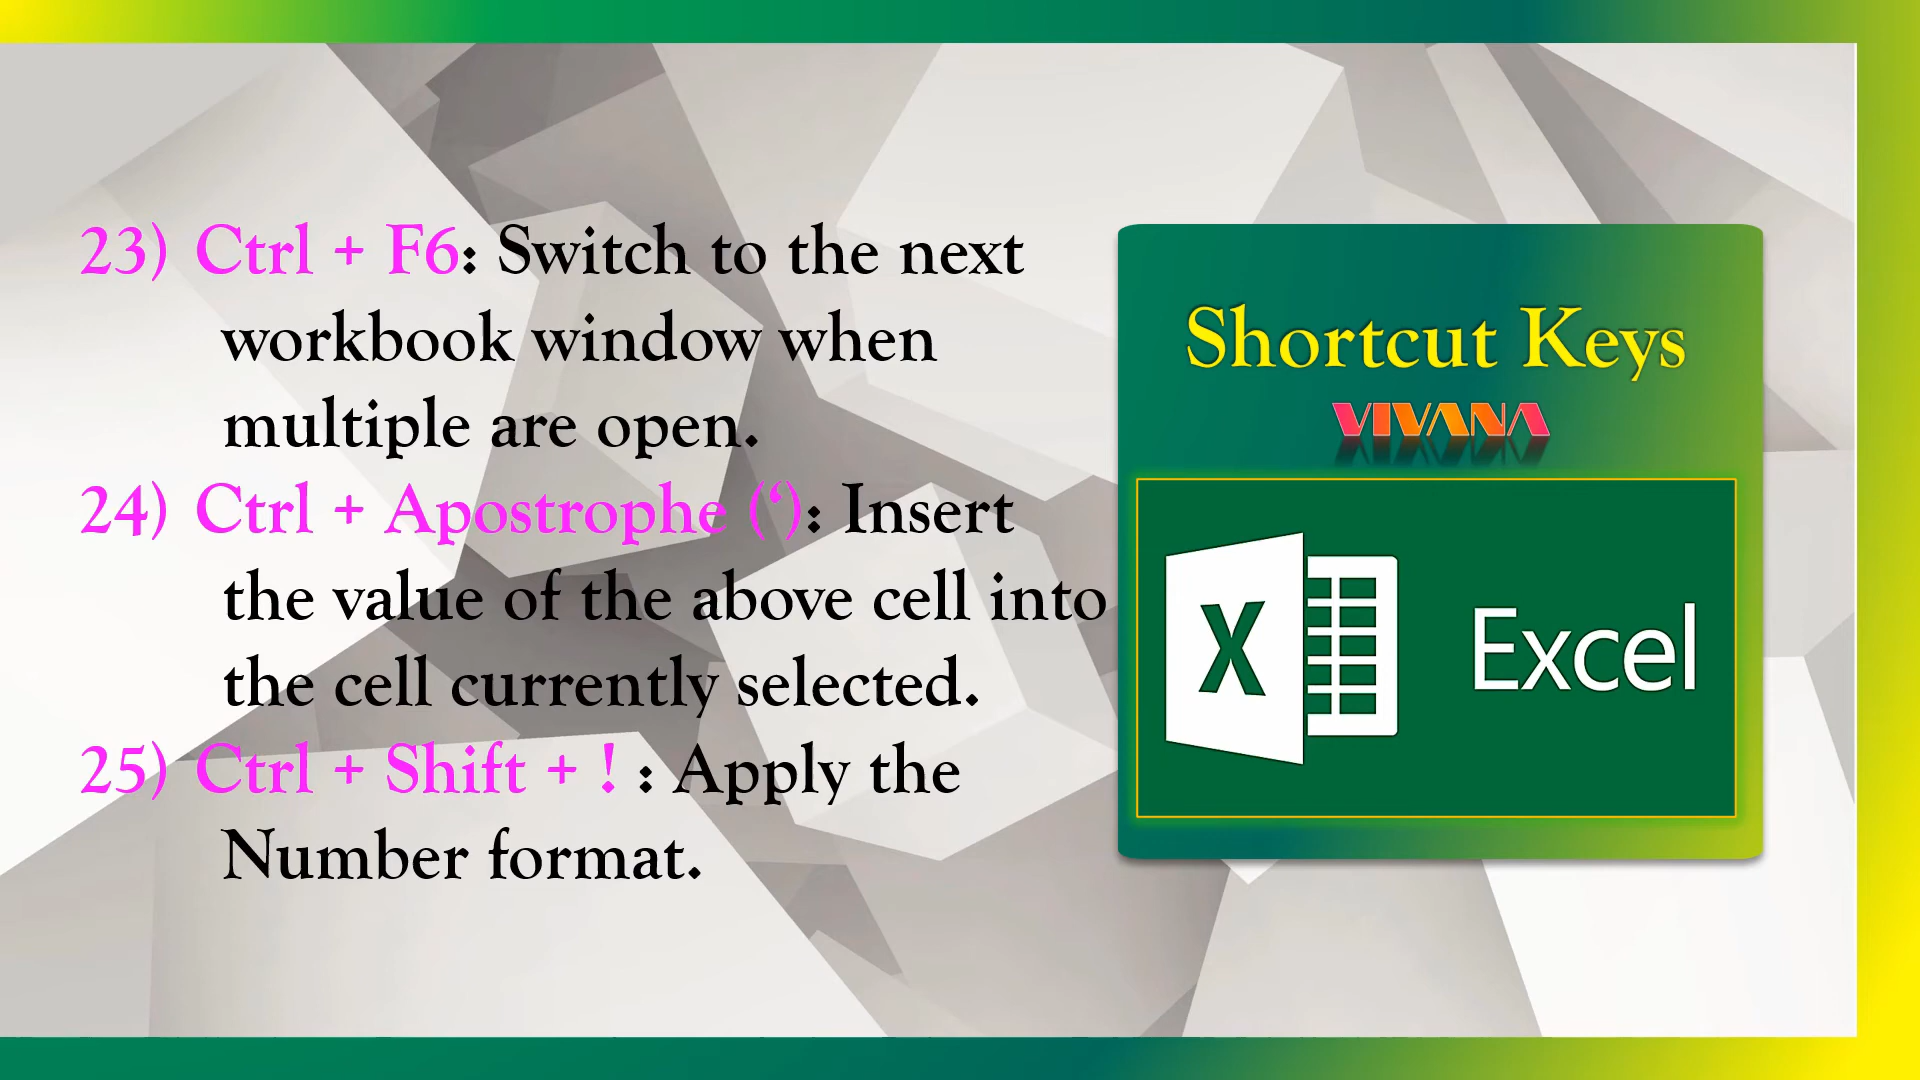 23) Ctrl + F6: Switch to the next
workbook window when
multiple are open.
24) Ctrl + Apostrophe (‘): Insert
the value of the above cell into
the cell currently selected.
25) Ctrl + Shift + ! : Apply the
Number format.
Shortcut Keys
VIVANA
X Excel